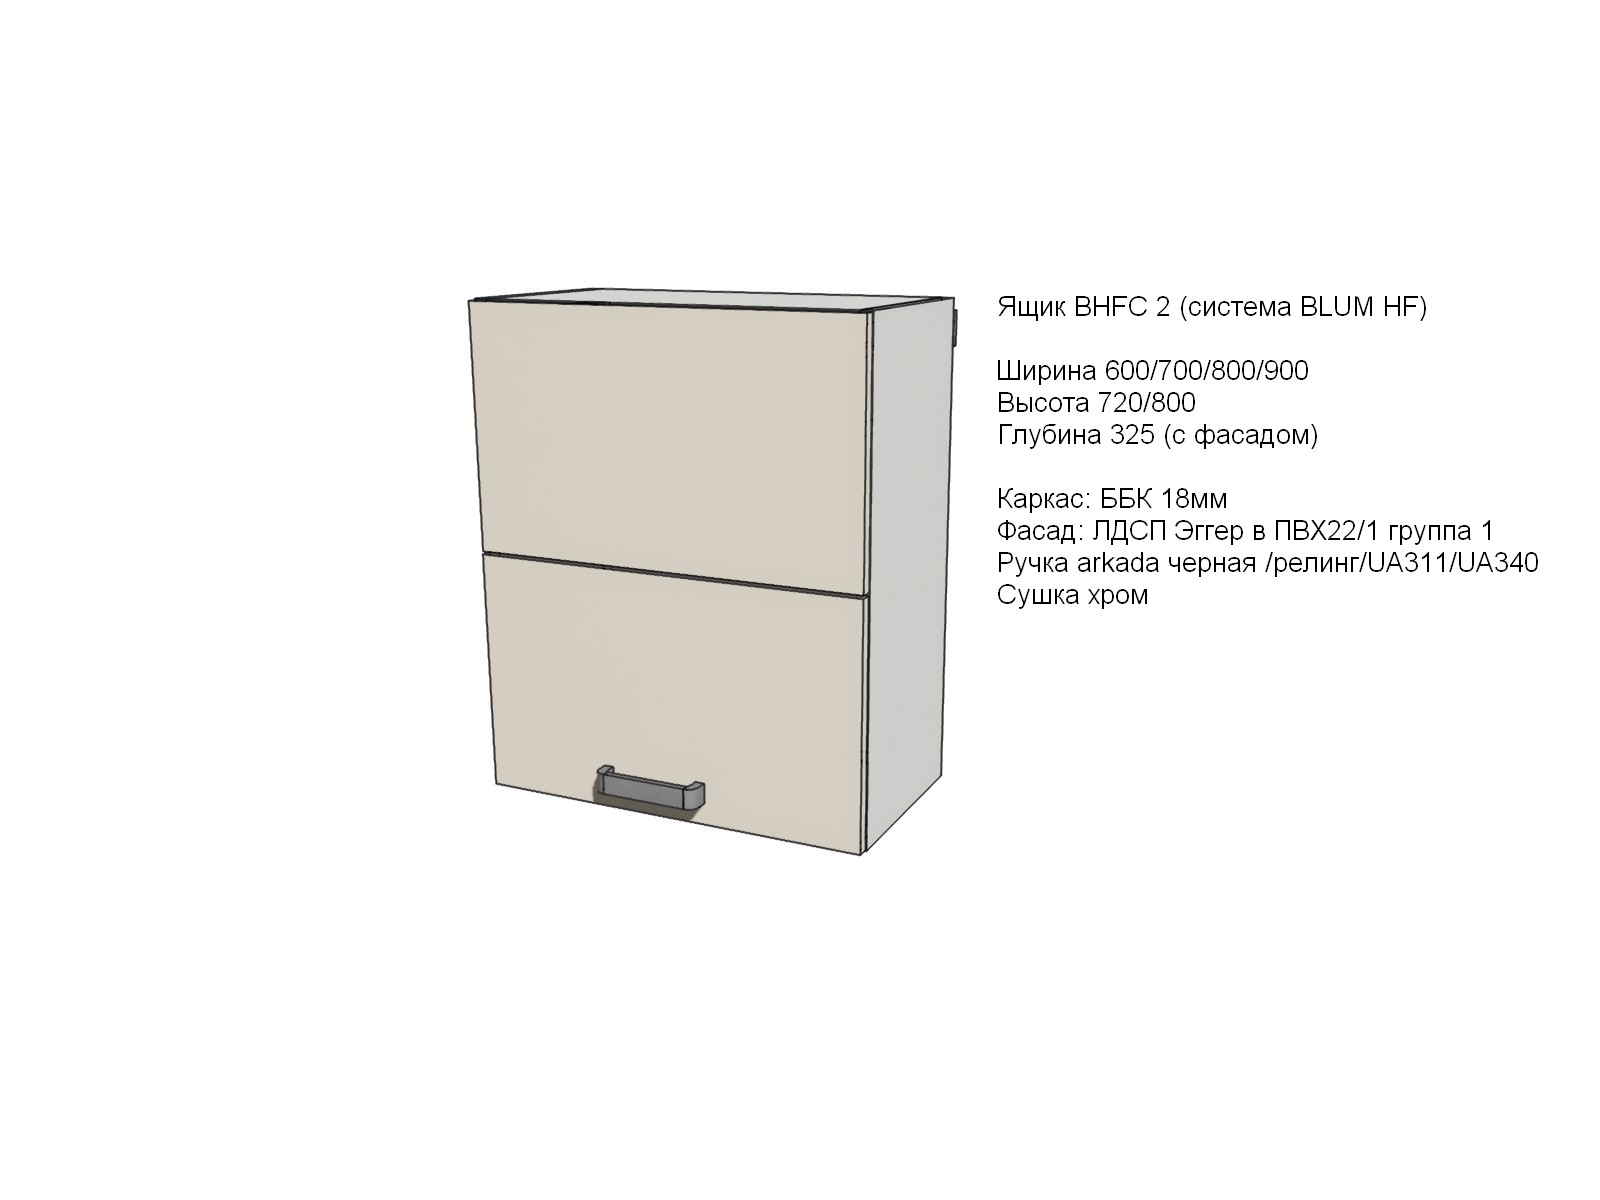 Ящик BHFC 2 (система BLUM HF)
Ширина 600/700/800/900
Высота 720/800
Глубина 325 (с фасадом)
Каркас: ББК 18мм
Фасад: ЛДСП Эггер в ПВХ22/1 группа 1
Ручка arkada черная /релинг/UA311/UA340
Сушка хром